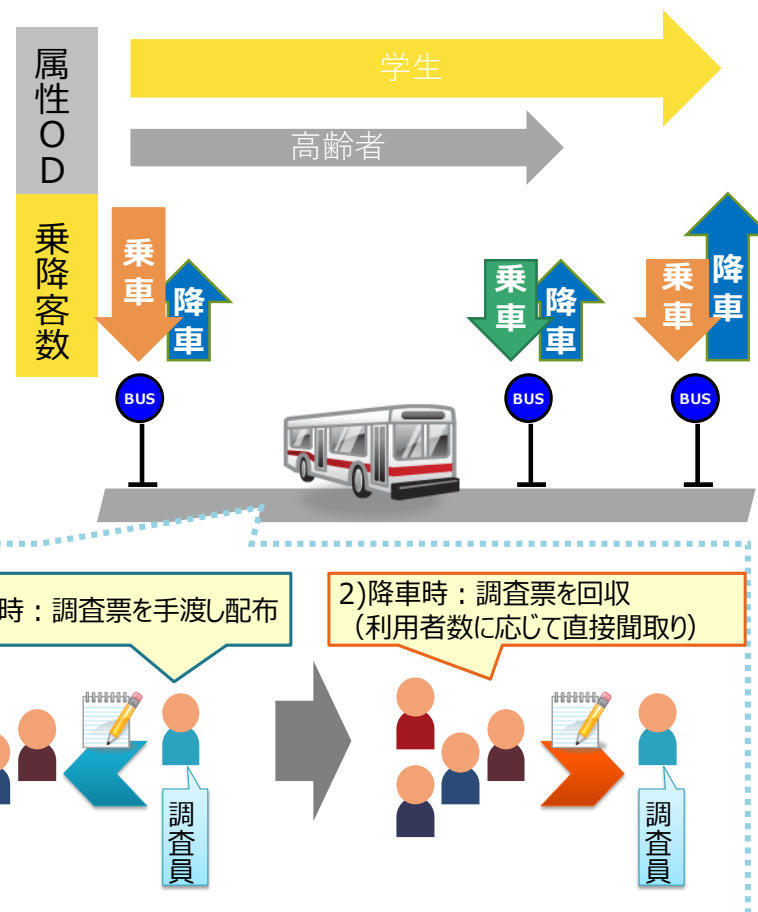 属性OD
学生
高齢者
乗降客数
乗車
降車
乗車
降車
乗車
降車
BUS
BUS
BUS
時：調査票を手渡し配布
2)降車時：調査票を回収
（利用者数に応じて直接聞取り）
調査員
調査員